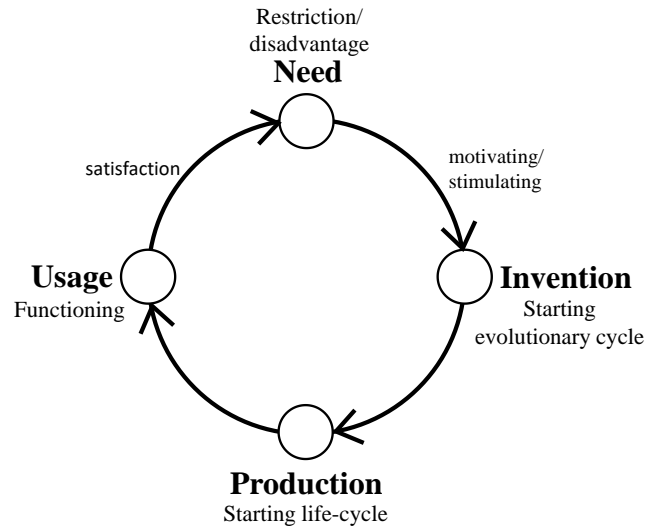 Restriction/
disadvantage
Need
motivating/
stimulating
satisfaction
Usage
Functioning
Invention
Starting
evolutionary cycle
Production
Starting life-cycle